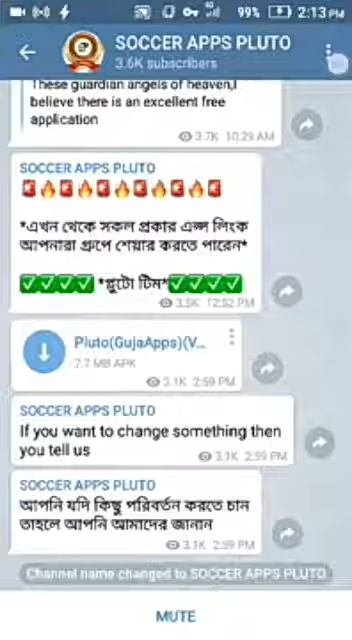 99% 2:13 PM
SOCCER APPS PLUTO
3.6K subscribers
These guardian angels of heaven,I
believe there is an excellent free
application
3.7K 10:29 AM
SOCCER APPS PLUTO
🚨🔥🚨🔥🚨🔥🚨🔥🚨🔥🚨
*এখন থেকে সকল প্রকার এপ্স লিংক
আপনারা গ্রুপে শেয়ার করতে পারেন*
✅✅✅✅ *প্লুটো টিম*✅✅✅✅
3.5K 12:52 PM
Pluto(GujaApps)(V...
7.7 MB APK
3.1K 2:59 PM
SOCCER APPS PLUTO
If you want to change something then
you tell us
3.1K 2:59 PM
SOCCER APPS PLUTO
আপনি যদি কিছু পরিবর্তন করতে চান
তাহলে আপনি আমাদের জানান
3.1K 2:59 PM
Channel name changed to SOCCER APPS PLUTO
MUTE